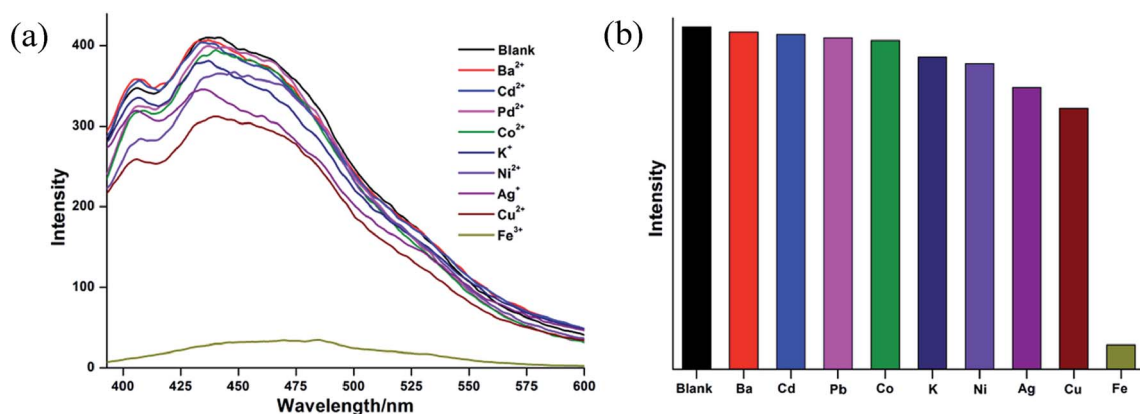 (a)
400
300
200
100
0
Intensity
400
425
450
475
500
525
550
575
600
Wavelength/nm
Blank
Ba²⁺
Cd²⁺
Pd²⁺
Co²⁺
K⁺
Ni²⁺
Ag⁺
Cu²⁺
Fe³⁺
(b)
Intensity
Blank
Ba
Cd
Pb
Co
K
Ni
Ag
Cu
Fe